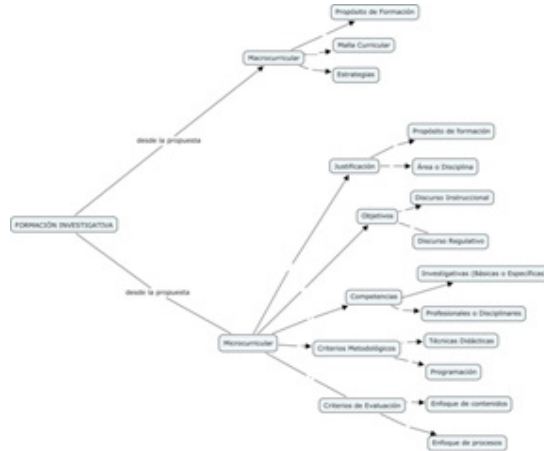 Propósito de Formación
Malla Curricular
Macrocurricular
Estrategias
desde la propuesta
Propósito de formación
Justificación
Área o Disciplina
Discurso Instruccional
Objetivos
FORMACIÓN INVESTIGATIVA
Discurso Regulativo
Investigativas (Básicas o Específicas
desde la propuesta
Competencias
Profesionales o Disciplinares
Técnicas Didácticas
Microcurricular
Criterios Metodológicos
Programación
Enfoque de contenidos
Criterios de Evaluación
Enfoque de procesos